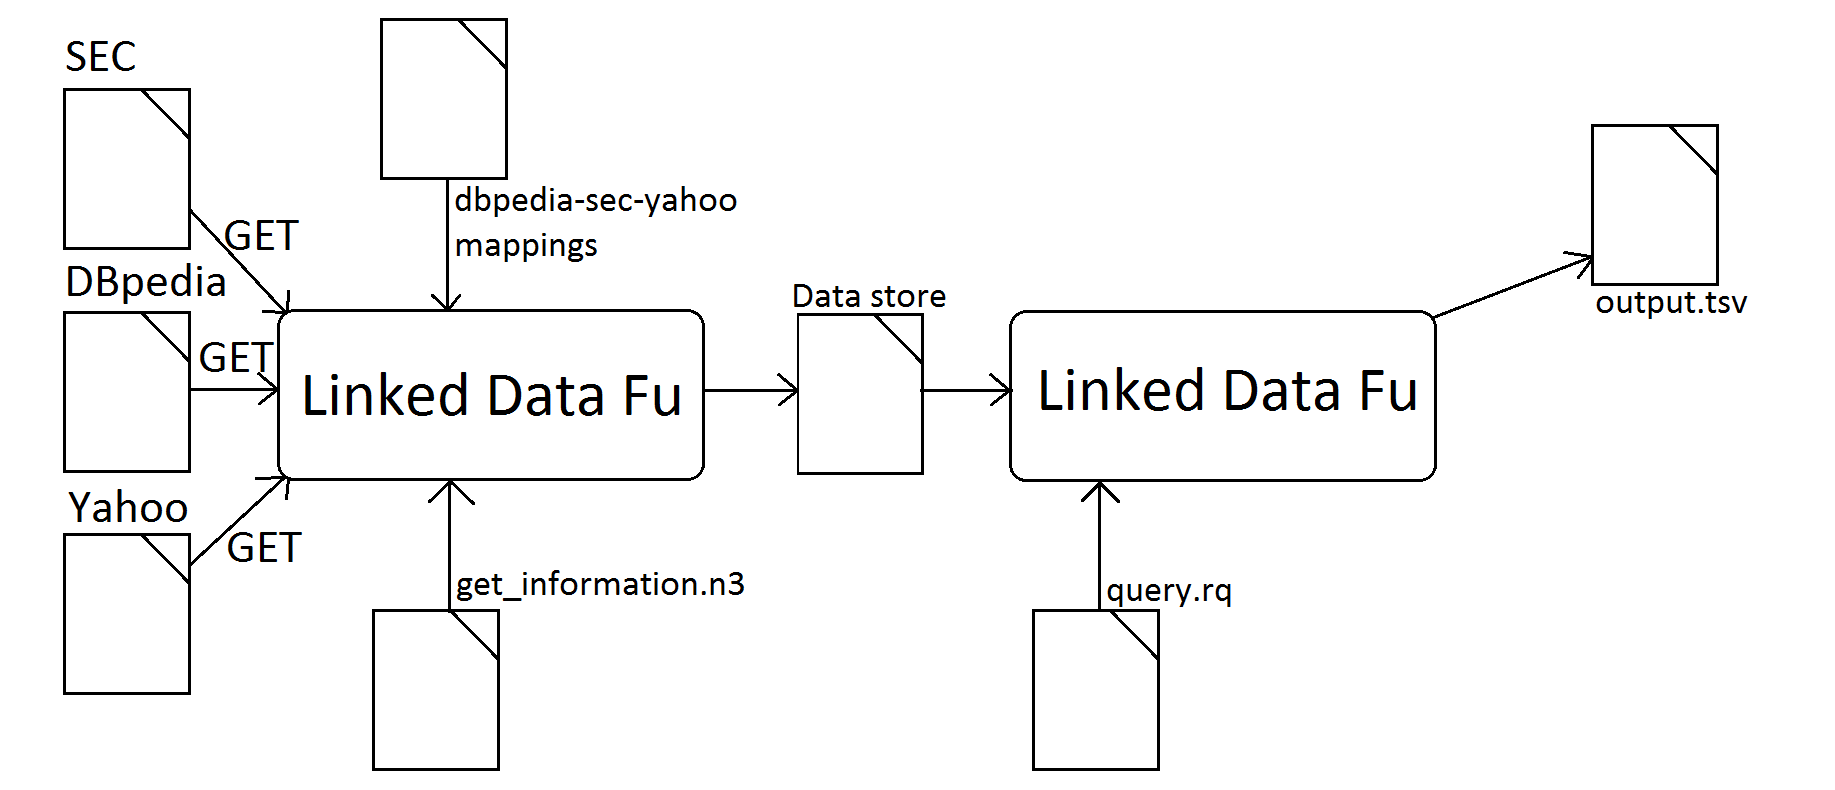 SEC
GET
DBpedia
GET
Yahoo
GET
dbpedia-sec-yahoo
mappings
Linked Data Fu
get_information.n3
Data store
Linked Data Fu
query.rq
output.tsv